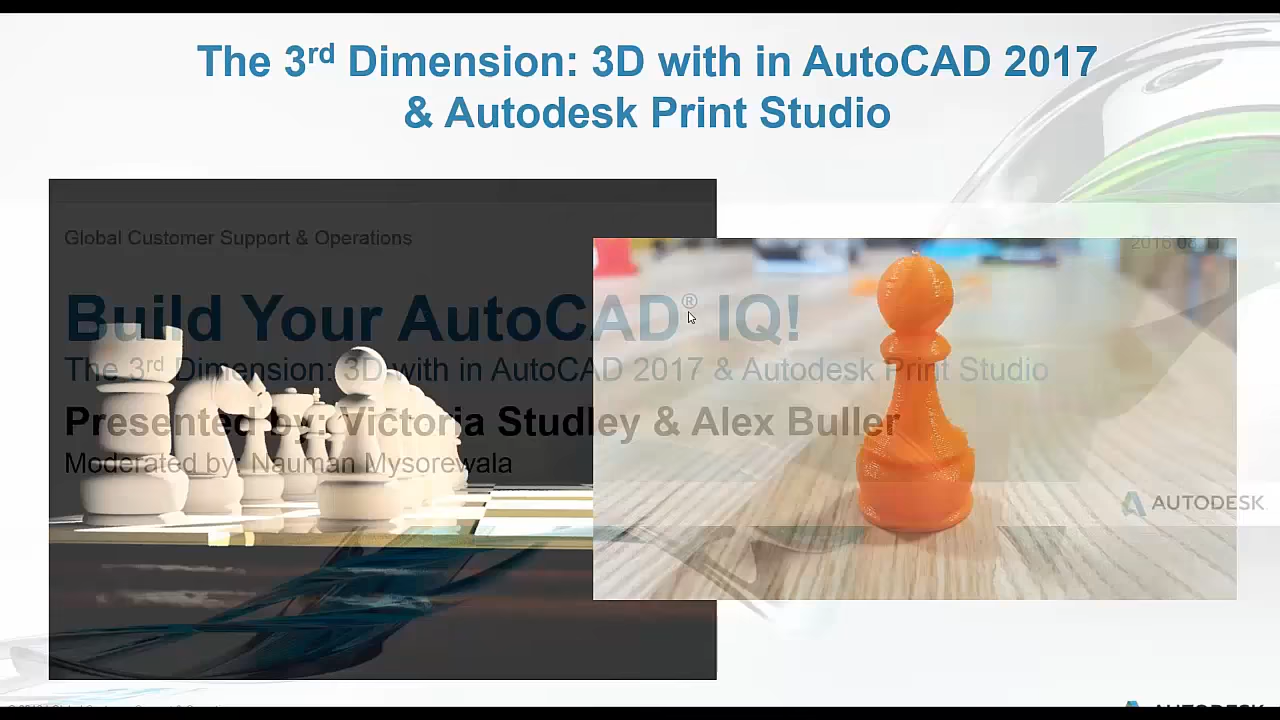 The 3rd Dimension: 3D with in AutoCAD 2017
& Autodesk Print Studio
Global Customer Support & Operations
Build Your AutoCAD® IQ!
The 3rd Dimension: 3D with in AutoCAD 2017 & Autodesk Print Studio
Presented by: Victoria Studley & Alex Buller
Moderated by: Nauman Mysorewala
AUTODESK